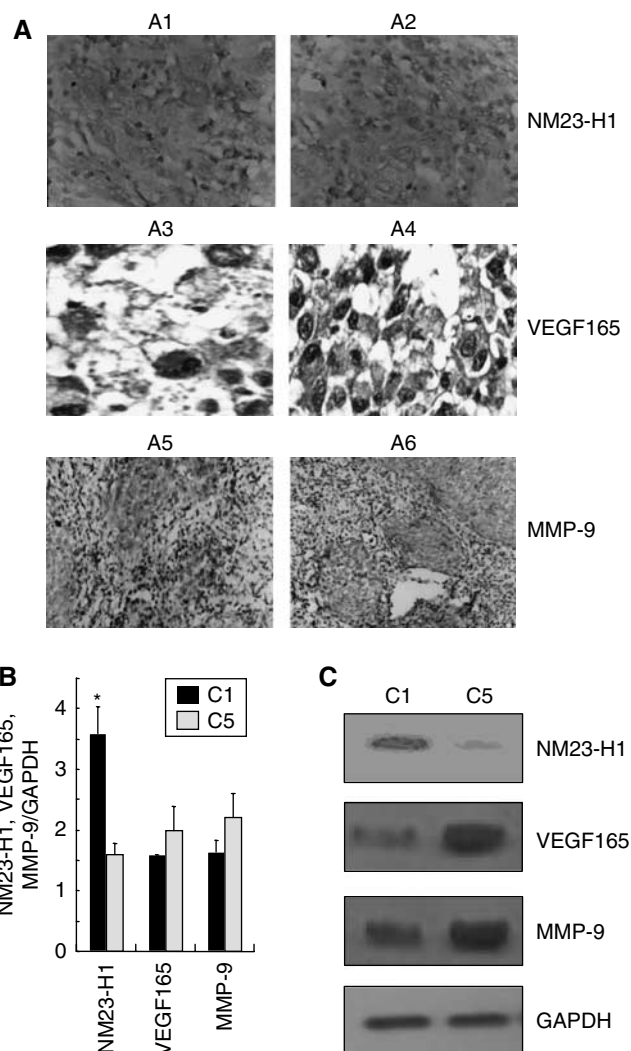 A
A1
A2
NM23-H1
A3
A4
VEGF165
A5
A6
MMP-9
B
NM23-H1, VEGF165,
MMP-9/GAPDH
4
3
2
1
0
*
C1
C5
NM23-H1
VEGF165
MMP-9
C
C1
C5
NM23-H1
VEGF165
MMP-9
GAPDH